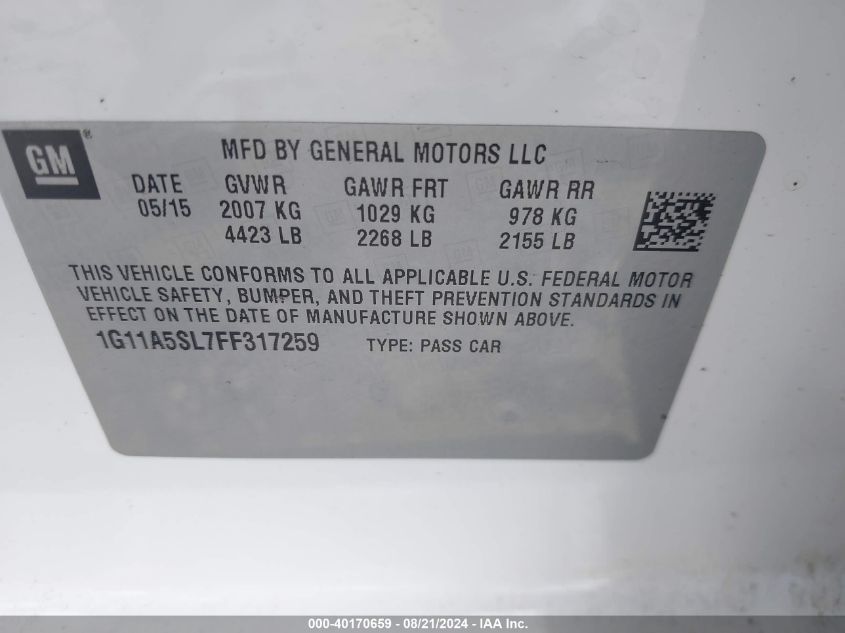 GM®
MFD BY GENERAL MOTORS LLC
DATE GVWR GAWR FRT GAWR RR
05/15 2007 KG 1029 KG 978 KG
4423 LB 2268 LB 2155 LB
THIS VEHICLE CONFORMS TO ALL APPLICABLE U.S. FEDERAL MOTOR
VEHICLE SAFETY, BUMPER, AND THEFT PREVENTION STANDARDS IN
EFFECT ON THE DATE OF MANUFACTURE SHOWN ABOVE.
1G11A5SL7FF317259 TYPE: PASS CAR
000-40170659 / 08/21/2024 - IAA Inc.